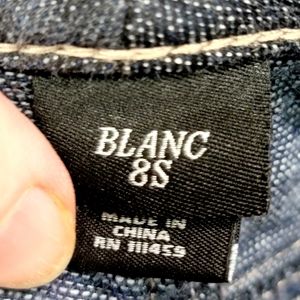 BLANC
8S
MADE IN
CHINA
RN 111459